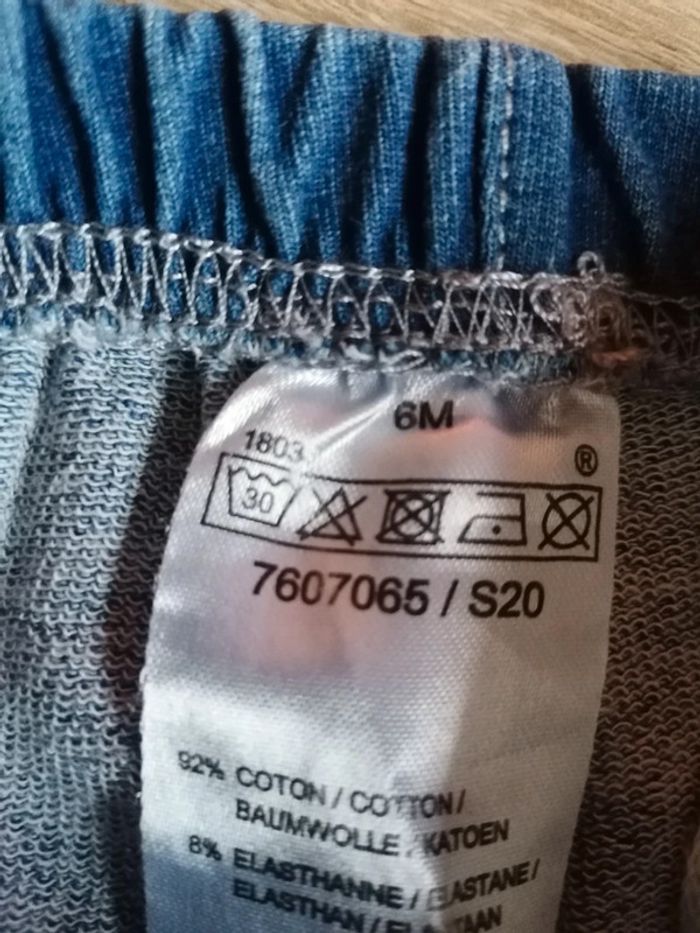 6M
1803
®
30
7607065 / S20
92% COTON / COTTON /
BAUMWOLLE / KATOEN
8% ELASTHANNE / ELASTANE /
ELASTHAN /